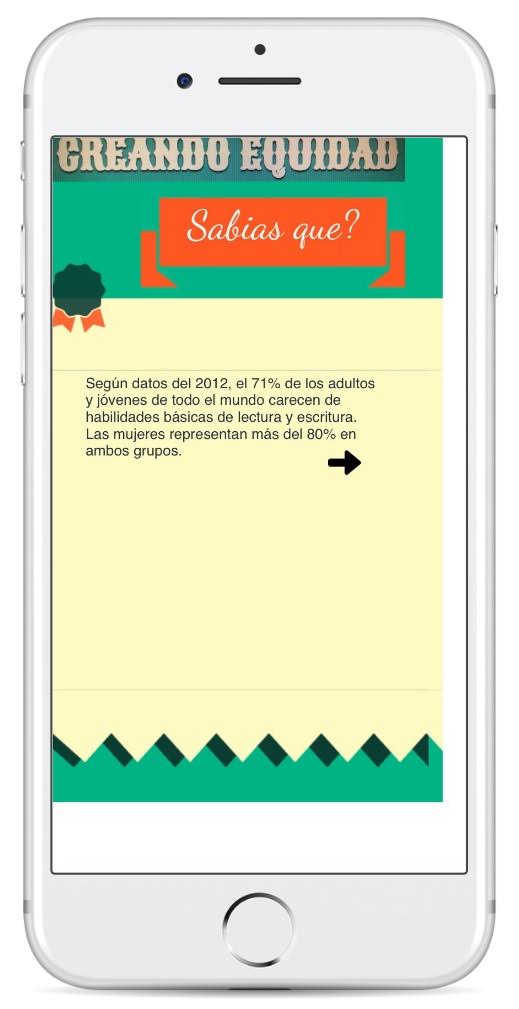 CREANDO EQUIDAD
Sabias que?
Según datos del 2012, el 71% de los adultos
y jóvenes de todo el mundo carecen de
habilidades básicas de lectura y escritura.
Las mujeres representan más del 80% en
ambos grupos.